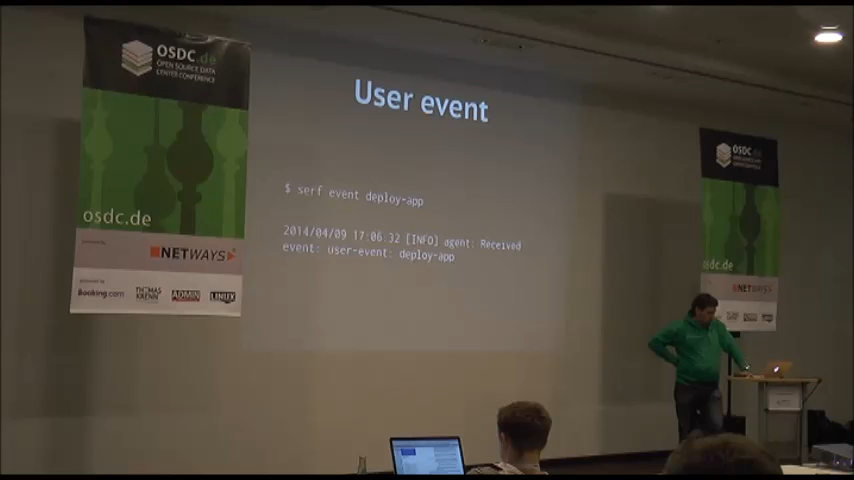 OSDC.de
OPEN SOURCE DATA
CENTER CONFERENCE
osdc.de
NETWAYS
Booking.com
THOMAS
KRENN
ADMIN
LINUX
User event
$ serf event deploy-app
2014/04/09 17:06:32 [INFO] agent: Received
event: user-event: deploy-app
OSDC.de
osdc.de
NETWAYS